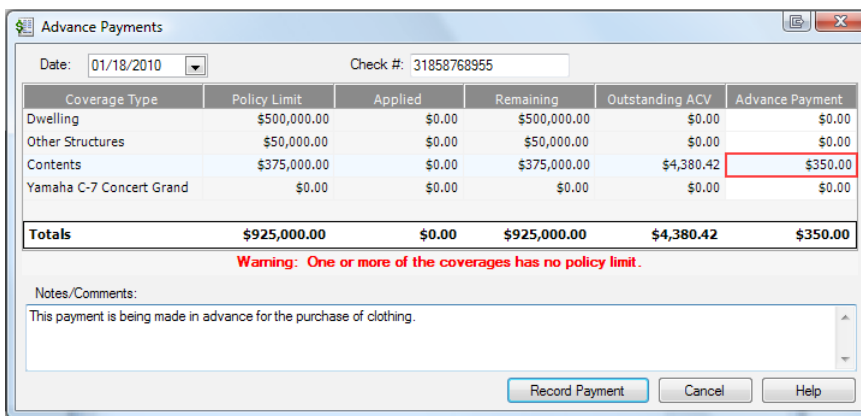 Advance Payments
Date: 01/18/2010 Check #: 31858768955
Coverage Type Policy Limit Applied Remaining Outstanding ACV Advance Payment
Dwelling $500,000.00 $0.00 $500,000.00 $0.00 $0.00
Other Structures $50,000.00 $0.00 $50,000.00 $0.00 $0.00
Contents $375,000.00 $0.00 $375,000.00 $4,380.42 $350.00
Yamaha C-7 Concert Grand $0.00 $0.00 $0.00 $0.00 $0.00
Totals $925,000.00 $0.00 $925,000.00 $4,380.42 $350.00
Warning: One or more of the coverages has no policy limit.
Notes/Comments:
This payment is being made in advance for the purchase of clothing.
Record Payment Cancel Help